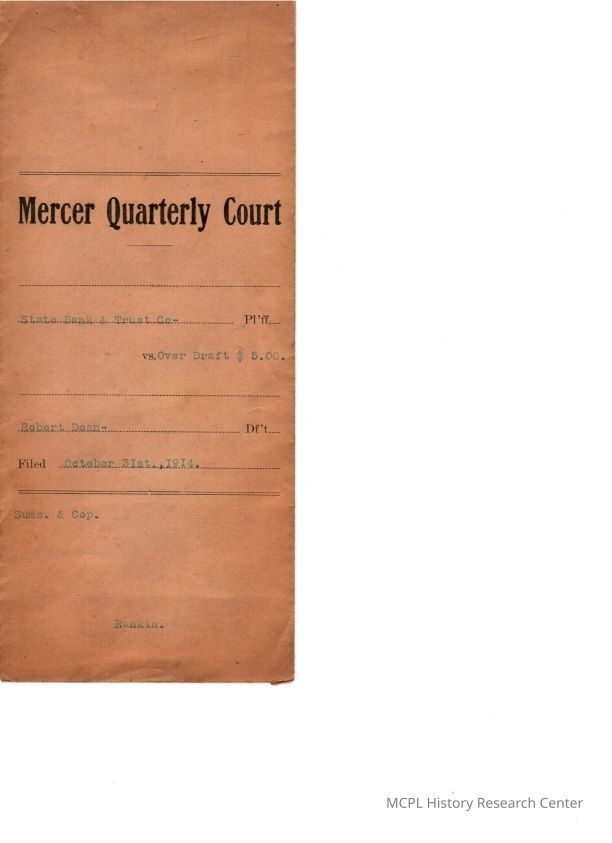 Mercer Quarterly Court
State Bank & Trust Co- Pl'ff
vs. Over Draft $ 5.00.
Robert Dean- Df't
Filed October 31st.,1914.
Sums. & Cop.
Rankin.
MCPL History Research Center